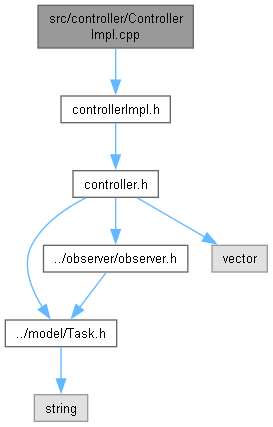 src/controller/Controller
Impl.cpp
controllerImpl.h
controller.h
../observer/observer.h
vector
../model/Task.h
string